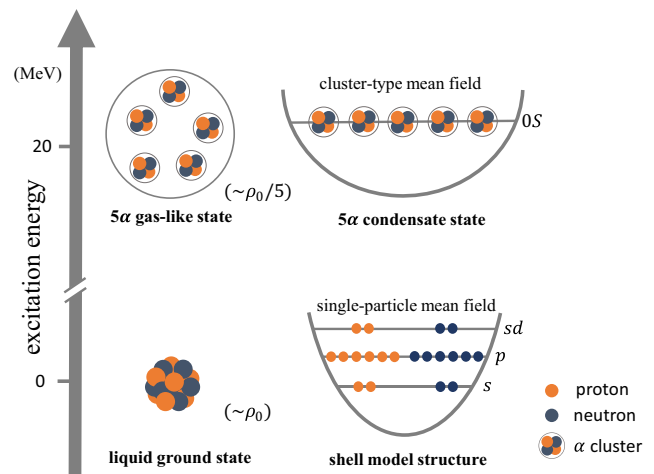 (MeV)
excitation energy
20
0
(~ρ₀/5)
5α gas-like state
cluster-type mean field
0S
5α condensate state
(~ρ₀)
liquid ground state
single-particle mean field
sd
p
s
shell model structure
proton
neutron
α cluster